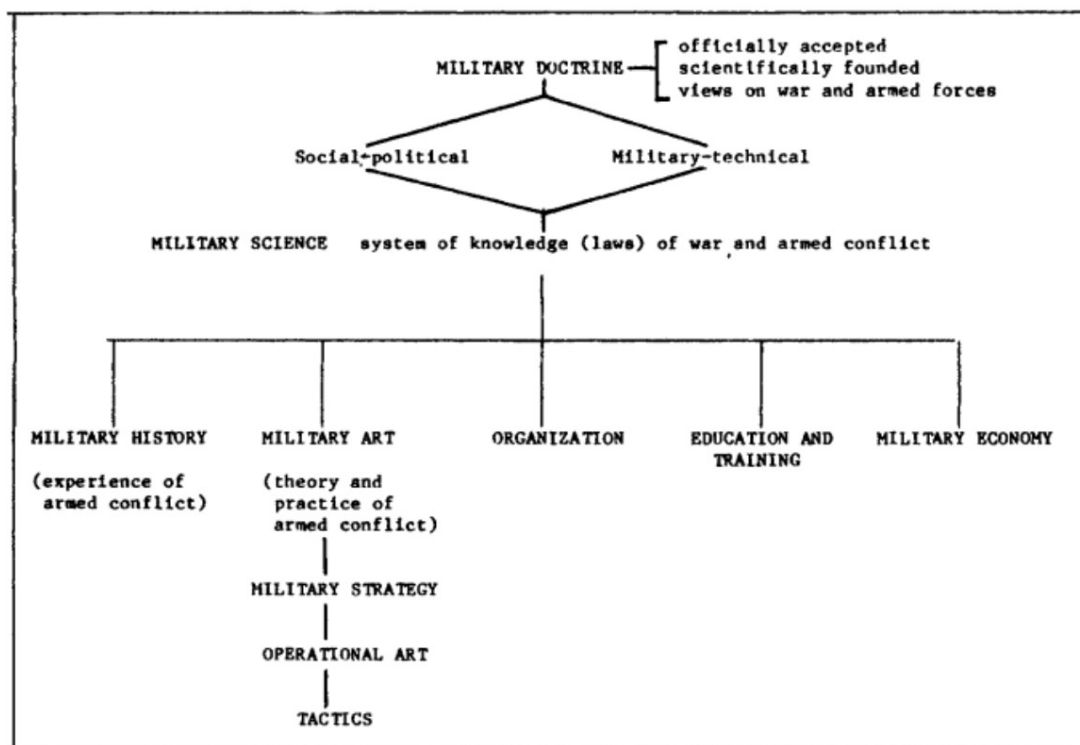 MILITARY DOCTRINE
officially accepted
scientifically founded
views on war and armed forces
Social-political
Military-technical
MILITARY SCIENCE system of knowledge (laws) of war and armed conflict
MILITARY HISTORY
(experience of
armed conflict)
MILITARY ART
(theory and
practice of
armed conflict)
MILITARY STRATEGY
OPERATIONAL ART
TACTICS
ORGANIZATION
EDUCATION AND
TRAINING
MILITARY ECONOMY